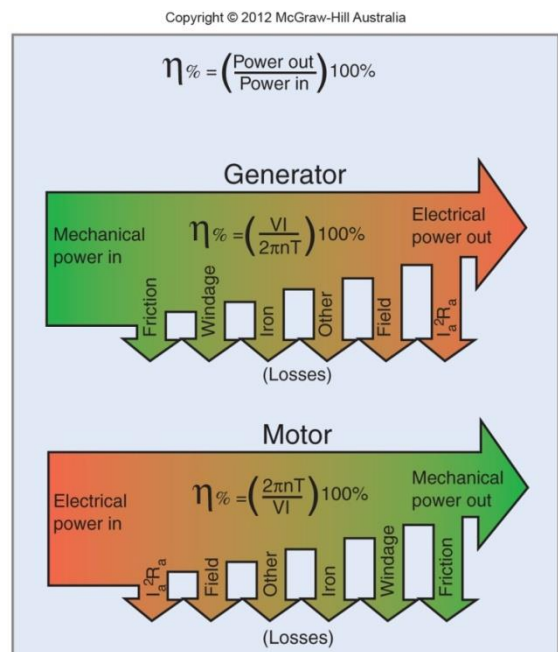 Copyright © 2012 McGraw-Hill Australia
η% = (Power out / Power in) 100%
Generator
Mechanical power in
η% = (VI / 2πnT) 100%
Electrical power out
Friction
Windage
Iron
Other
Field
Iₐ²Rₐ
(Losses)
Motor
Electrical power in
η% = (2πnT / VI) 100%
Mechanical power out
Iₐ²Rₐ
Field
Other
Iron
Windage
Friction
(Losses)